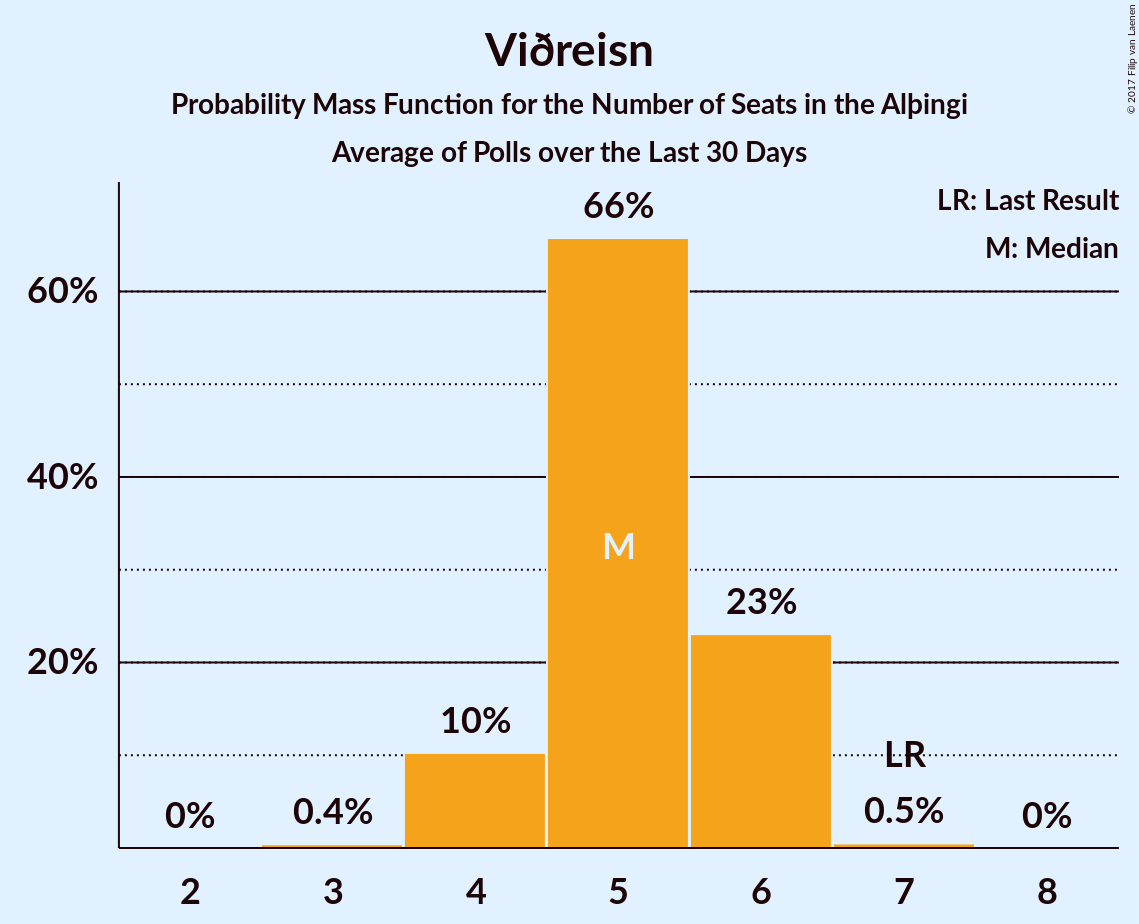 Viðreisn
Probability Mass Function for the Number of Seats in the Alþingi
Average of Polls over the Last 30 Days
© 2017 Filip van Laenen
LR: Last Result
M: Median
66%
60%
40%
M
23%
20%
10%
LR
0%
0.4%
0.5%
0%
2 3 4 5 6 7 8